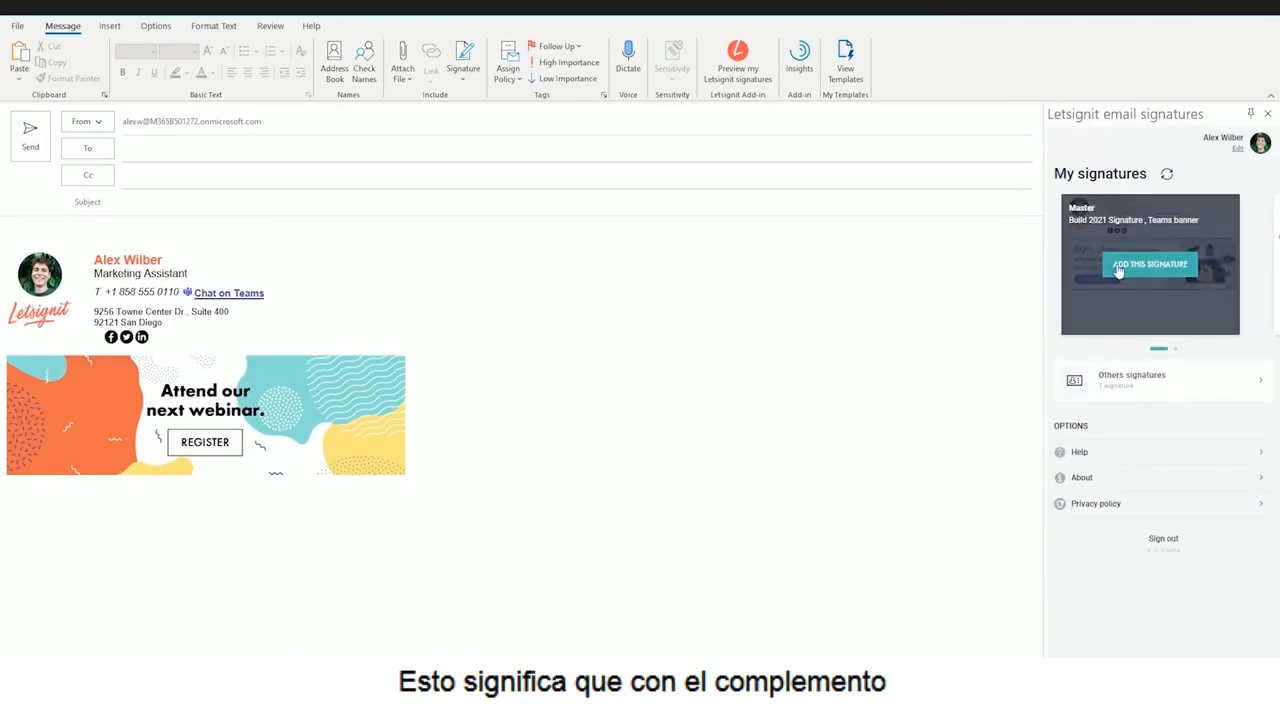 File Message Insert Options Format Text Review Help
Cut
Copy
Format Painter
Paste
Clipboard
B I U
Basic Text
Address Book
Check Names
Names
Attach File
Link
Signature
Include
Assign Policy
Follow Up
High Importance
Low Importance
Tags
Dictate
Voice
Sensitivity
Sensitivity
Preview my Letsignit signatures
Letsignit Add-in
Insights
Add-in
View Templates
My Templates
Send
From
alexw@M365B501272.onmicrosoft.com
To
Cc
Subject
Alex Wilber
Marketing Assistant
T. +1 858 555 0110 Chat on Teams
9256 Towne Center Dr., Suite 400
92121 San Diego
Letsignit
Attend our
next webinar.
REGISTER
Letsignit email signatures
Alex Wilber
Edit
My signatures
Master
Build 2021 Signature , Teams banner
ADD THIS SIGNATURE
Others signatures
1 signature
OPTIONS
Help
About
Privacy policy
Sign out
Esto significa que con el complemento